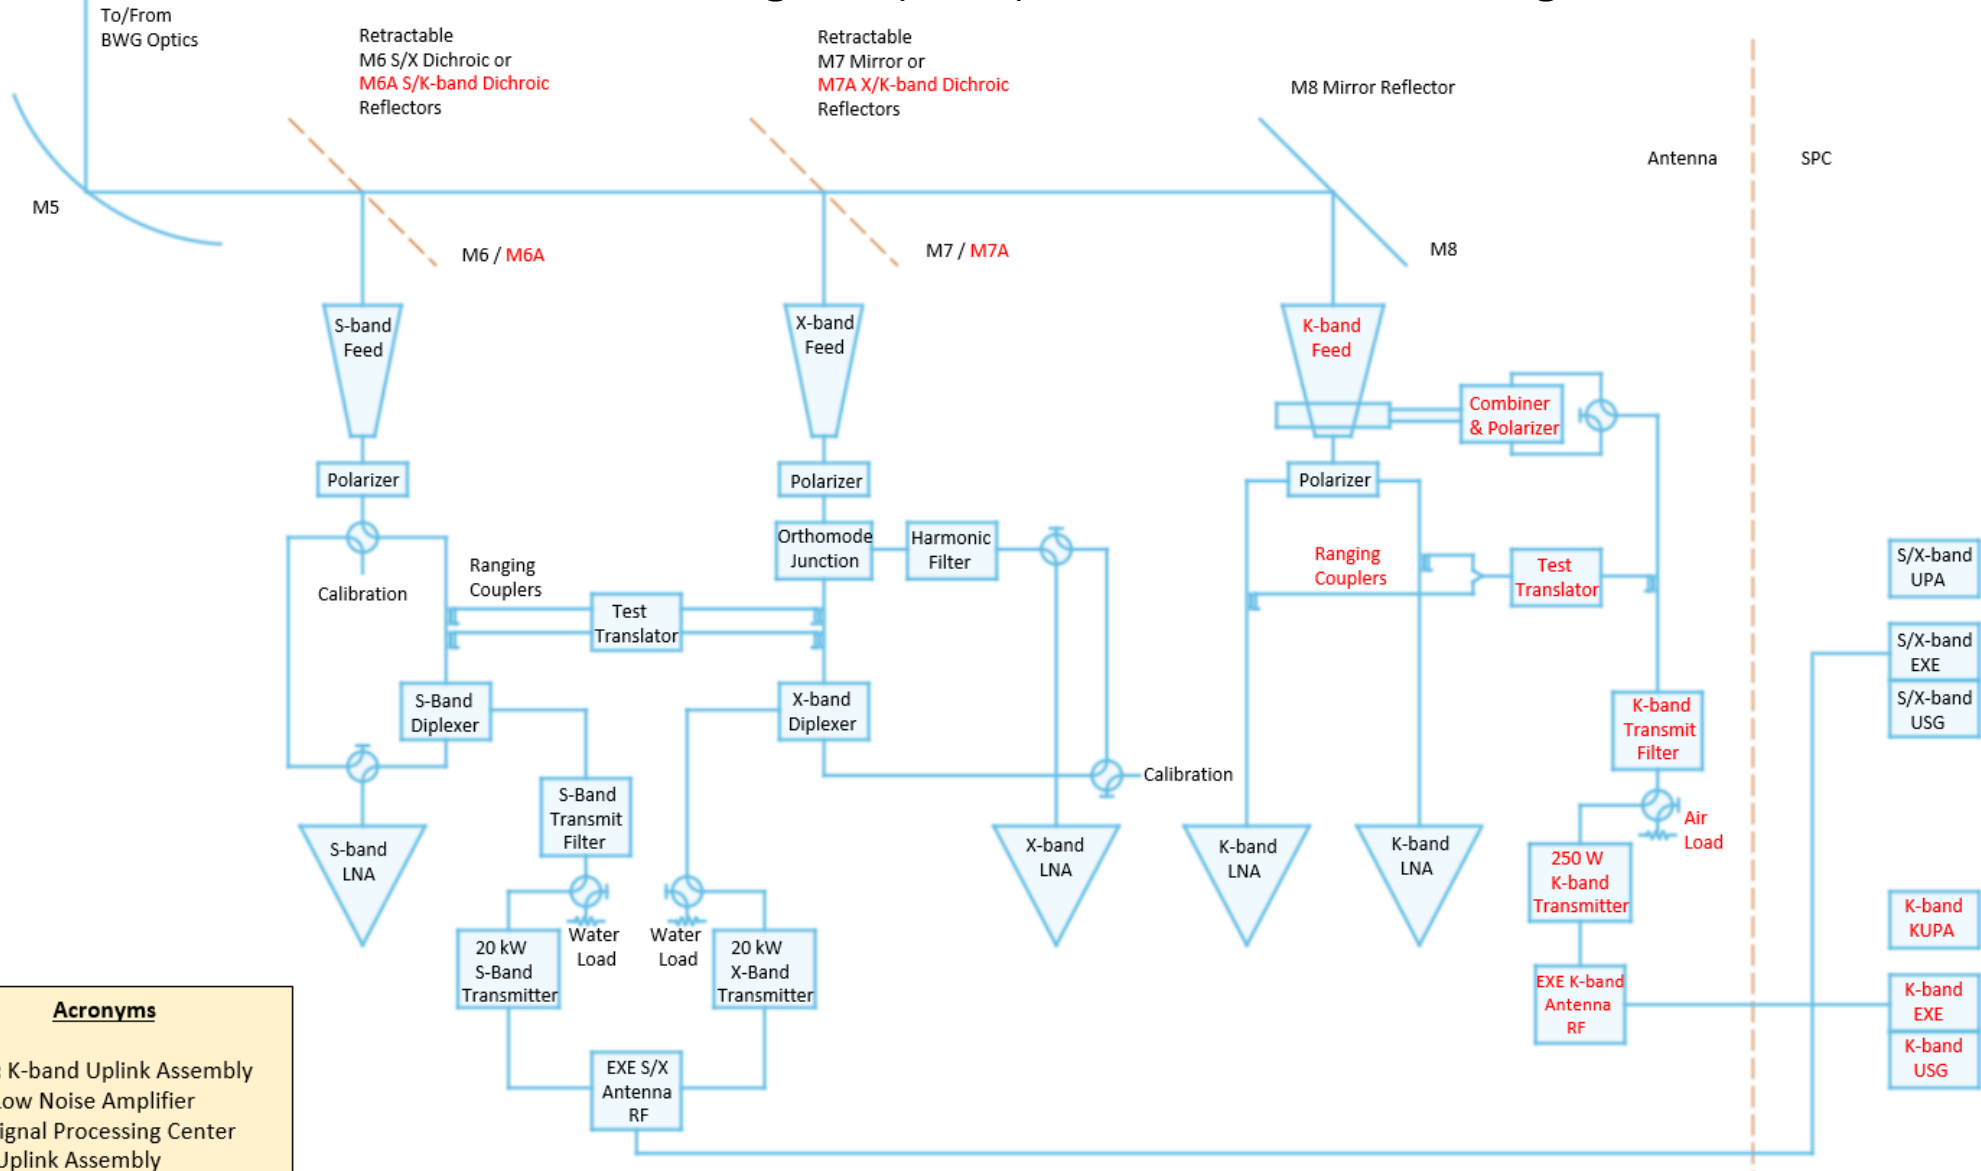 To/From
BWG Optics
Retractable
M6 S/X Dichroic or
M6A S/K-band Dichroic
Reflectors
Retractable
M7 Mirror or
M7A X/K-band Dichroic
Reflectors
M8 Mirror Reflector
Antenna
SPC
M5
M6 / M6A
M7 / M7A
M8
S-band
Feed
X-band
Feed
K-band
Feed
Combiner
& Polarizer
Polarizer
Polarizer
Polarizer
Orthomode
Junction
Harmonic
Filter
Calibration
Ranging
Couplers
Test
Translator
Ranging
Couplers
Test
Translator
S/X-band
UPA
S/X-band
EXE
S/X-band
USG
S-Band
Diplexer
X-band
Diplexer
K-band
Transmit
Filter
Calibration
S-Band
Transmit
Filter
Air
Load
S-band
LNA
X-band
LNA
K-band
LNA
K-band
LNA
250 W
K-band
Transmitter
Water
Load
Water
Load
20 kW
S-Band
Transmitter
20 kW
X-Band
Transmitter
K-band
KUPA
EXE K-band
Antenna
RF
K-band
EXE
K-band
USG
EXE S/X
Antenna
RF
Acronyms
: K-band Uplink Assembly
ow Noise Amplifier
ignal Processing Center
Uplink Assembly